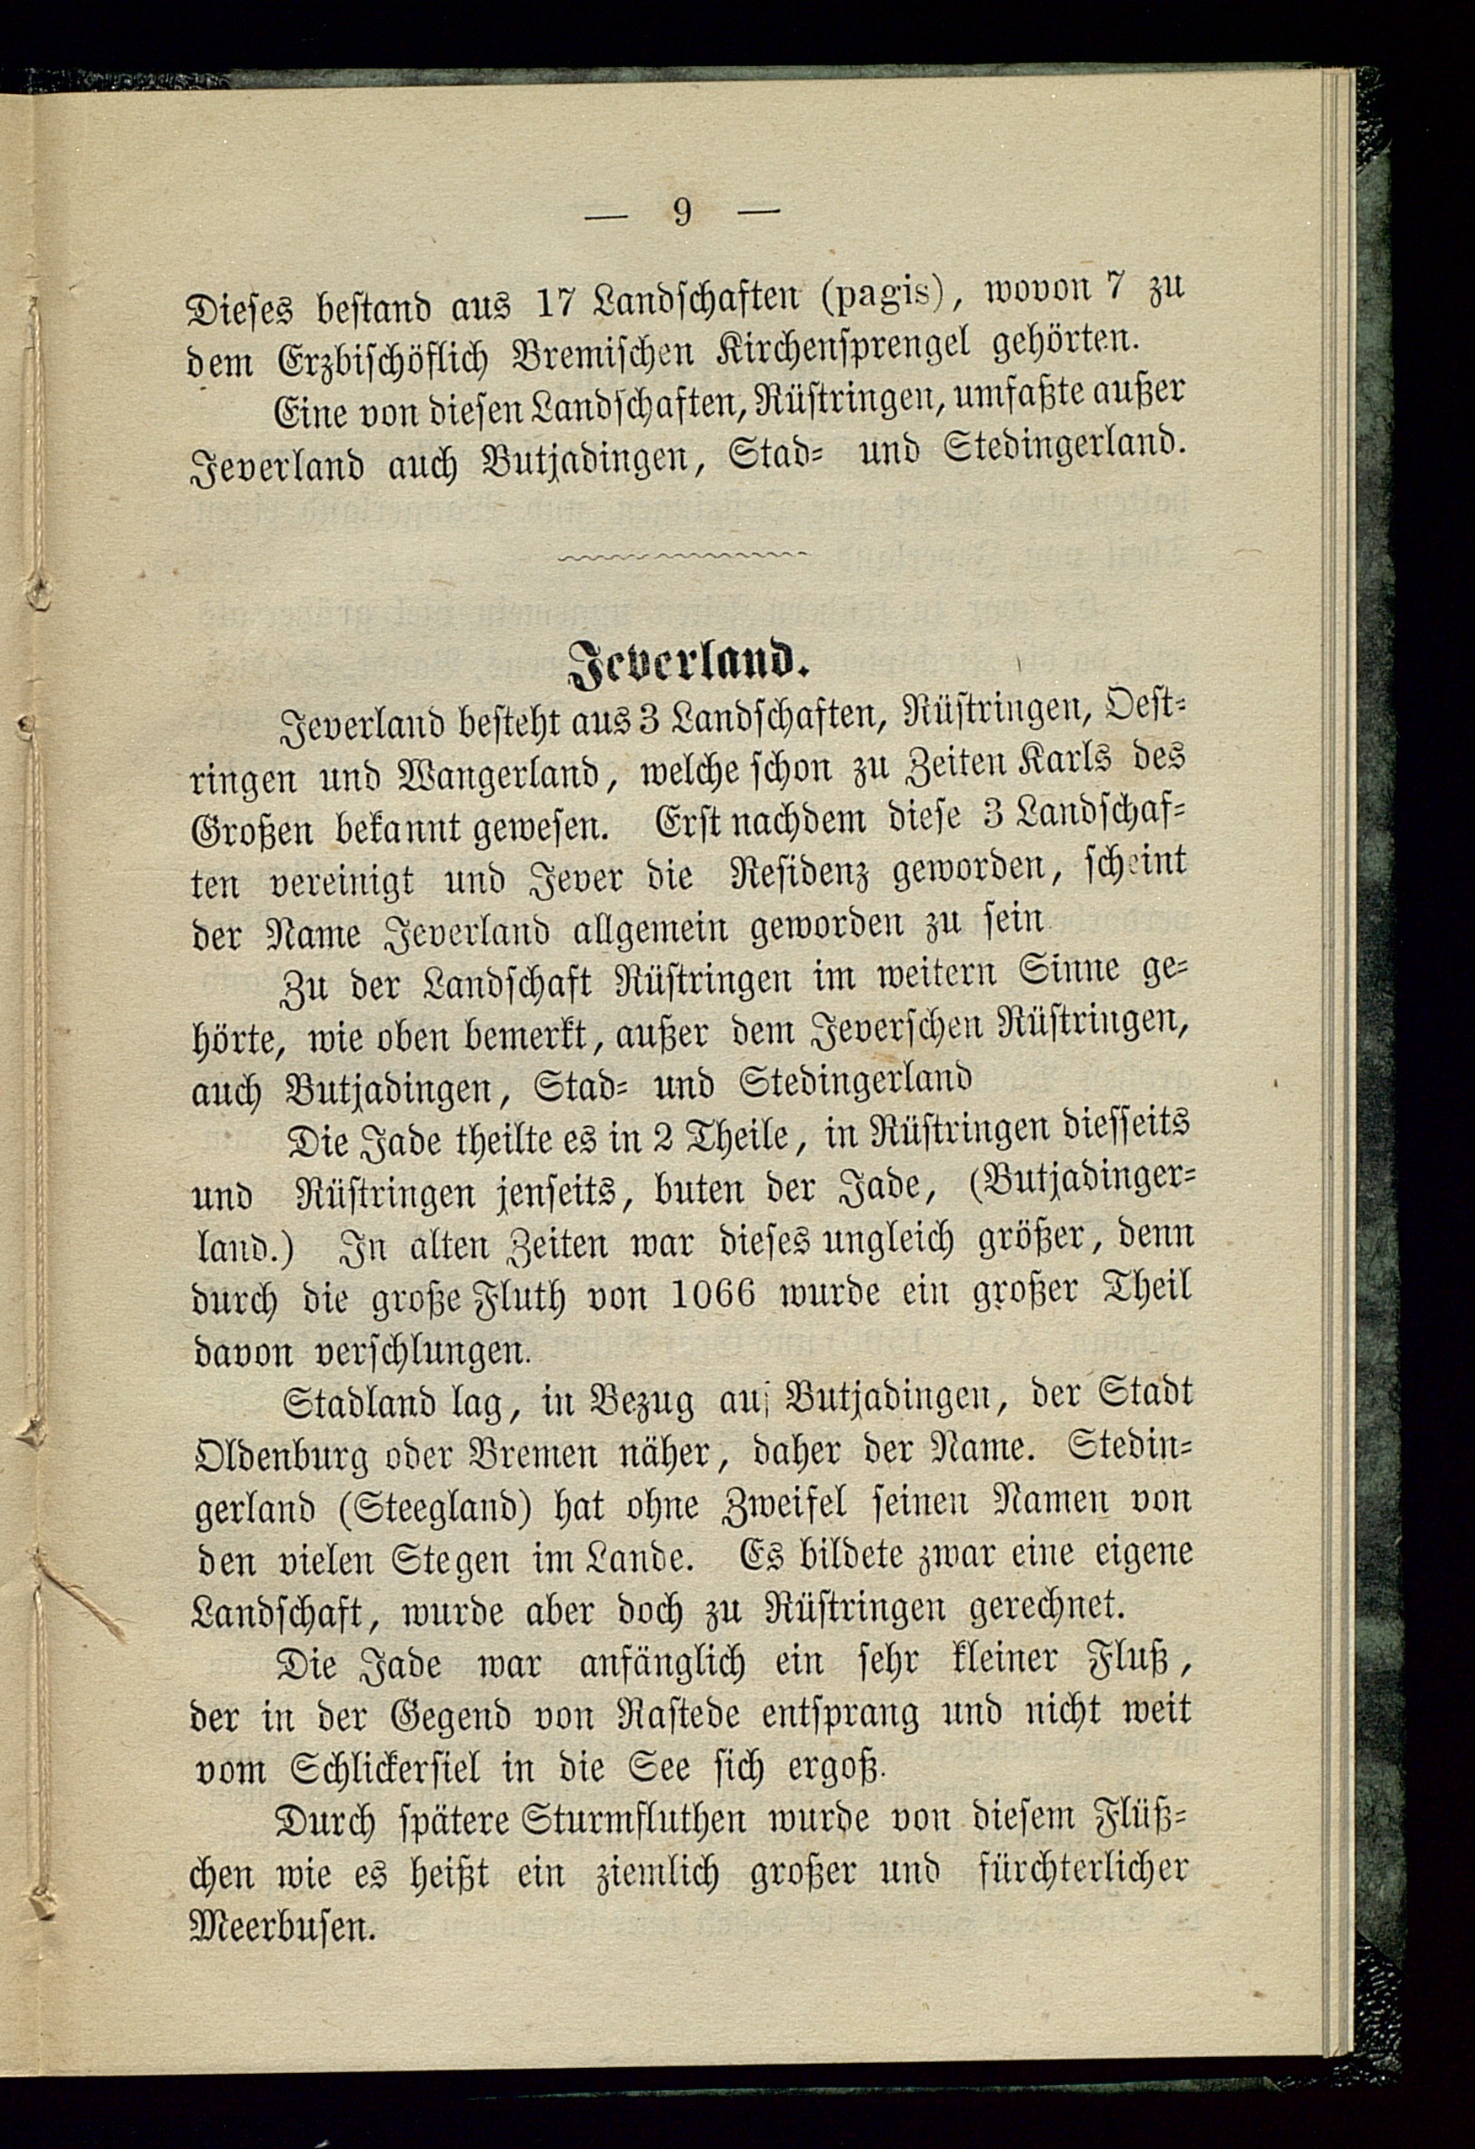 — 9 —
Dieses bestand aus 17 Landschaften (pagis), wovon 7 zu
dem Erzbischöflich Bremischen Kirchensprengel gehörten.
Eine von diesen Landschaften, Rüstringen, umfaßte außer
Jeverland auch Butjadingen, Stad- und Stedingerland.
Jeverland.
Jeverland besteht aus 3 Landschaften, Rüstringen, Oest-
ringen und Wangerland, welche schon zu Zeiten Karls des
Großen bekannt gewesen. Erst nachdem diese 3 Landschaf-
ten vereinigt und Jever die Residenz geworden, scheint
der Name Jeverland allgemein geworden zu sein
Zu der Landschaft Rüstringen im weitern Sinne ge-
hörte, wie oben bemerkt, außer dem Jeverschen Rüstringen,
auch Butjadingen, Stad- und Stedingerland
Die Jade theilte es in 2 Theile, in Rüstringen diesseits
und Rüstringen jenseits, buten der Jade, (Butjadinger-
land.) In alten Zeiten war dieses ungleich größer, denn
durch die große Fluth von 1066 wurde ein großer Theil
davon verschlungen.
Stadland lag, in Bezug auf Butjadingen, der Stadt
Oldenburg oder Bremen näher, daher der Name. Stedin-
gerland (Steegland) hat ohne Zweifel seinen Namen von
den vielen Stegen im Lande. Es bildete zwar eine eigene
Landschaft, wurde aber doch zu Rüstringen gerechnet.
Die Jade war anfänglich ein sehr kleiner Fluß,
der in der Gegend von Rastede entsprang und nicht weit
vom Schlickersiel in die See sich ergoß.
Durch spätere Sturmfluthen wurde von diesem Flüß-
chen wie es heißt ein ziemlich großer und fürchterlicher
Meerbusen.